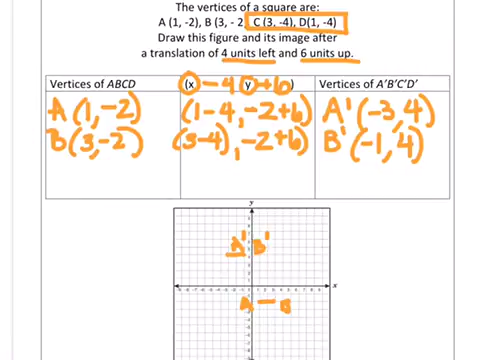 The vertices of a square are:
A (1, -2), B (3, - 2, C (3, -4), D(1, -4)
Draw this figure and its image after
a translation of 4 units left and 6 units up.
Vertices of ABCD (x - 4, y + 6) Vertices of A'B'C'D'
A (1, -2) (1-4, -2+6) A' (-3, 4)
B (3, -2) (3-4), -2+6) B' (-1, 4)
y
A' B'
x
A B